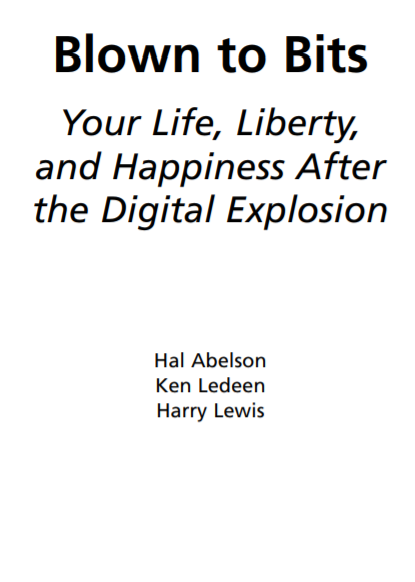 Blown to Bits
Your Life, Liberty,
and Happiness After
the Digital Explosion
Hal Abelson
Ken Ledeen
Harry Lewis